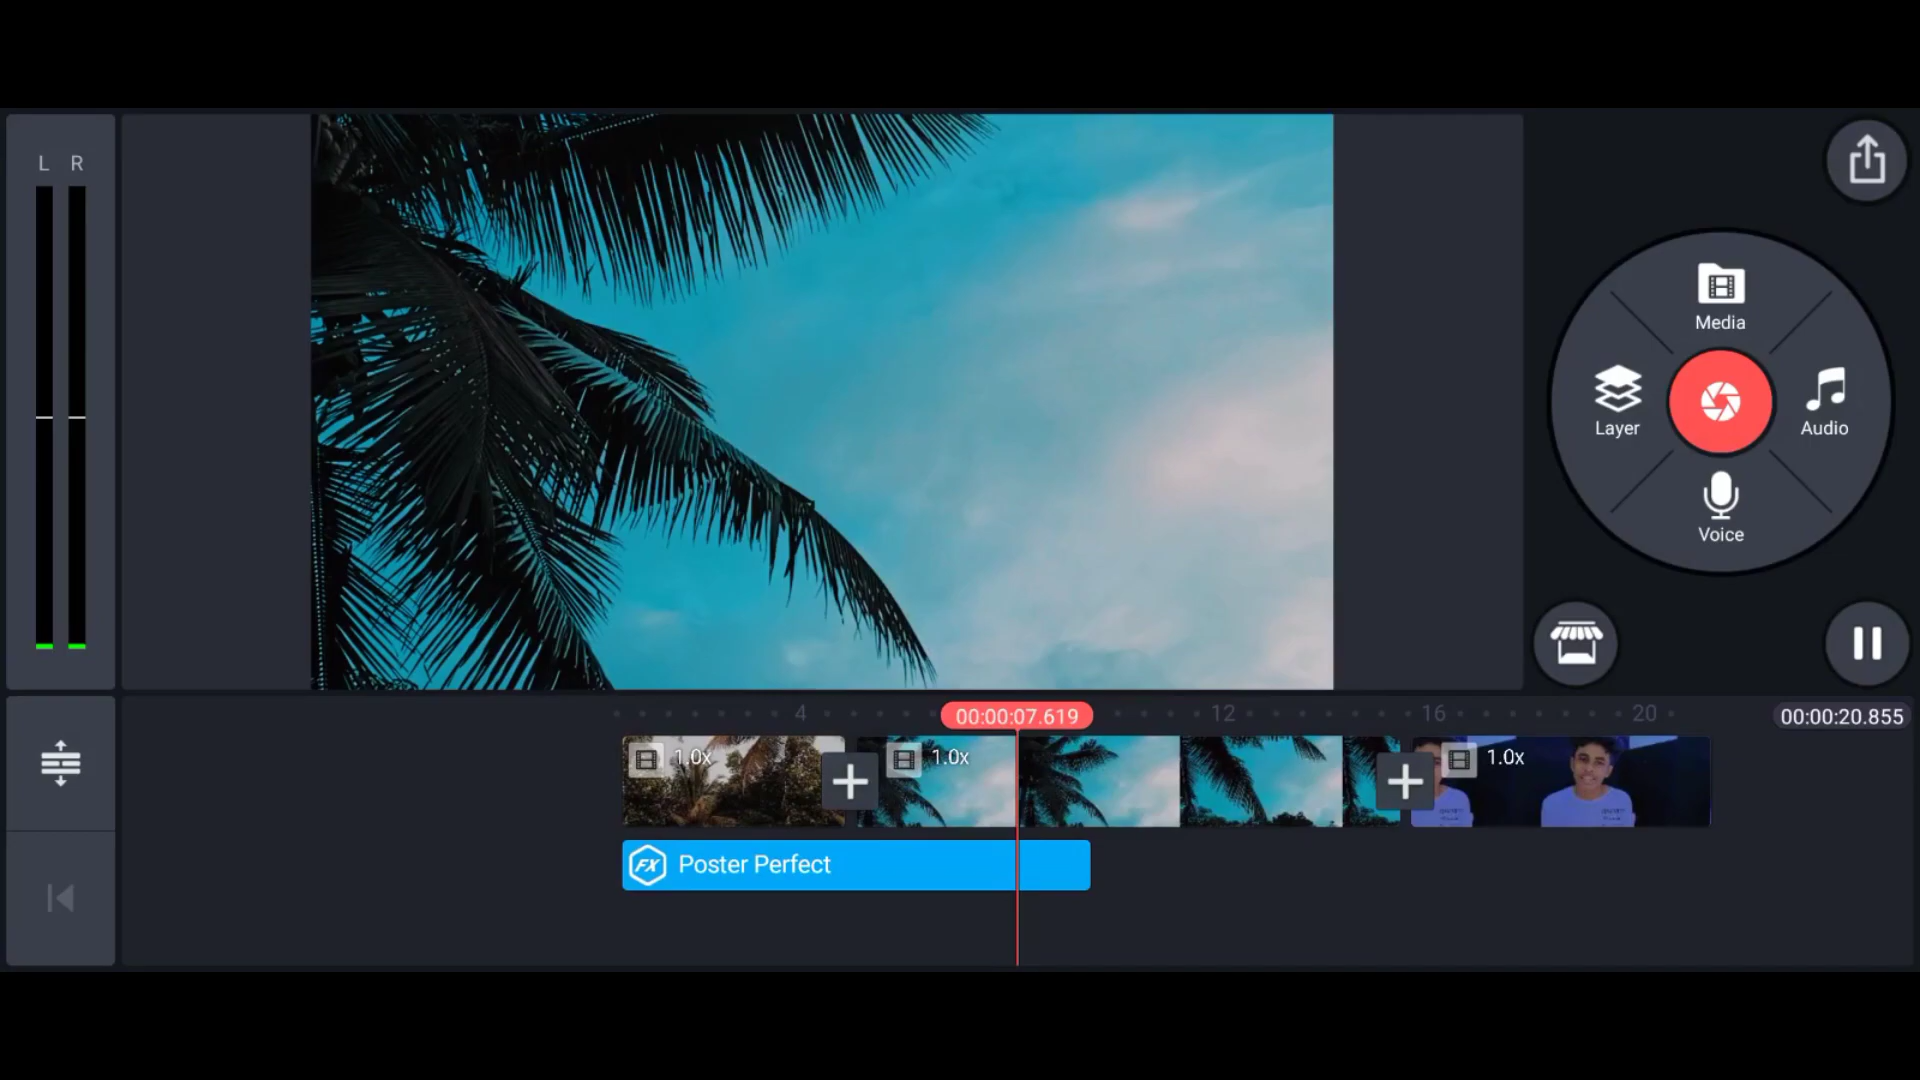 L R
Media
Layer
Audio
Voice
4
00:00:07.619
12
16
20
00:00:20.855
1.0x
1.0x
1.0x
FX Poster Perfect